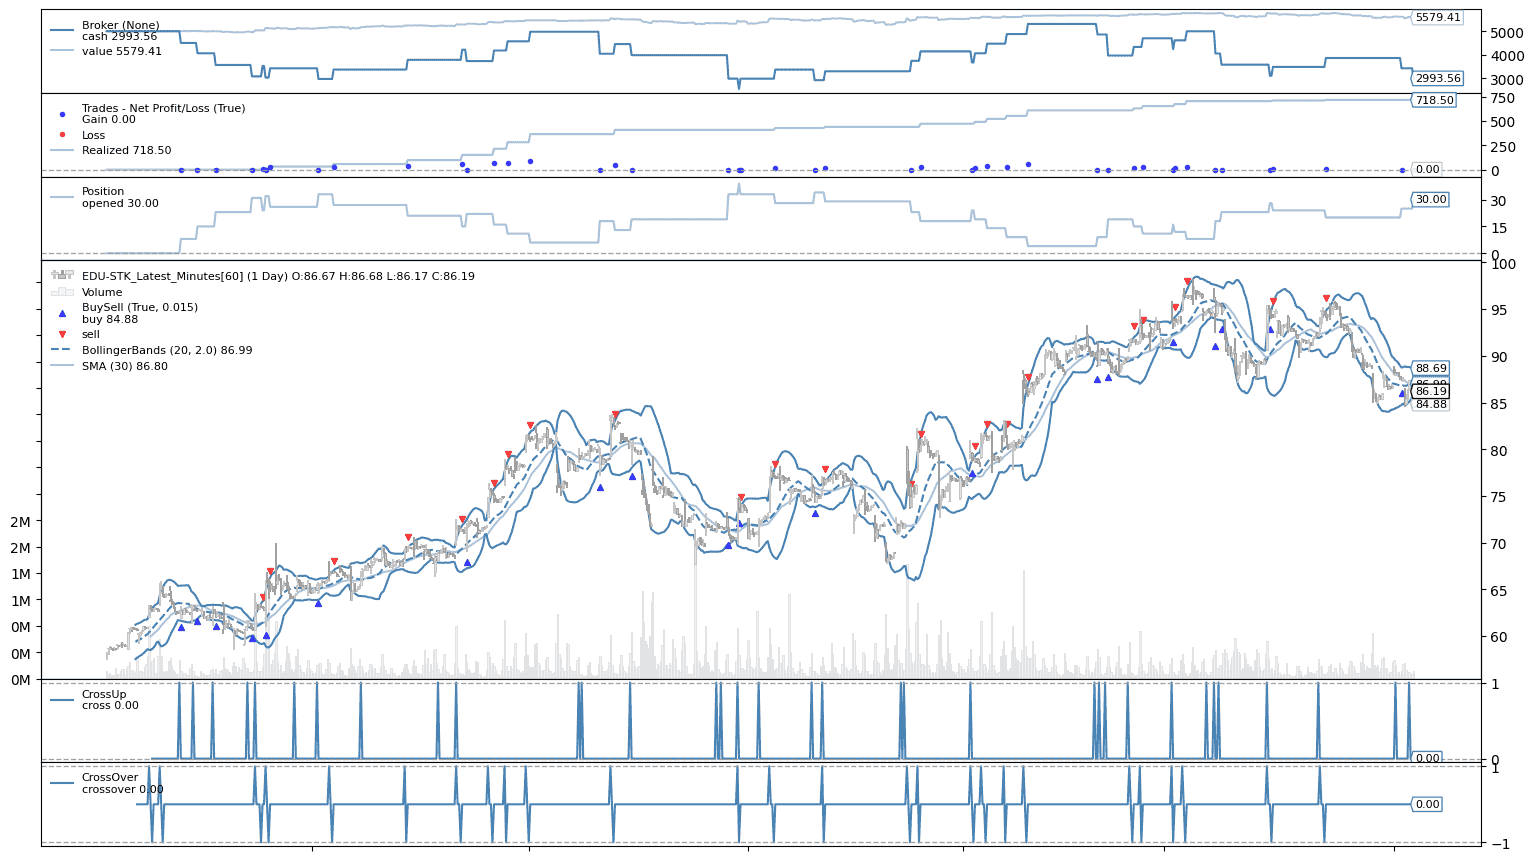 Broker (None)
cash 2993.56
value 5579.41
5579.41
5000
4000
3000
2993.56
Trades - Net Profit/Loss (True)
Gain 0.00
Loss
Realized 718.50
750
718.50
500
250
0
0.00
Position
opened 30.00
30
30.00
15
0
EDU-STK_Latest_Minutes[60] (1 Day) O:86.67 H:86.68 L:86.17 C:86.19
Volume
BuySell (True, 0.015)
buy 84.88
sell
BollingerBands (20, 2.0) 86.99
SMA (30) 86.80
100
95
90
88.69
86.19
84.88
85
80
75
70
65
60
2M
2M
1M
1M
0M
0M
0M
CrossUp
cross 0.00
1
0
0.00
CrossOver
crossover 0.00
1
0.00
−1